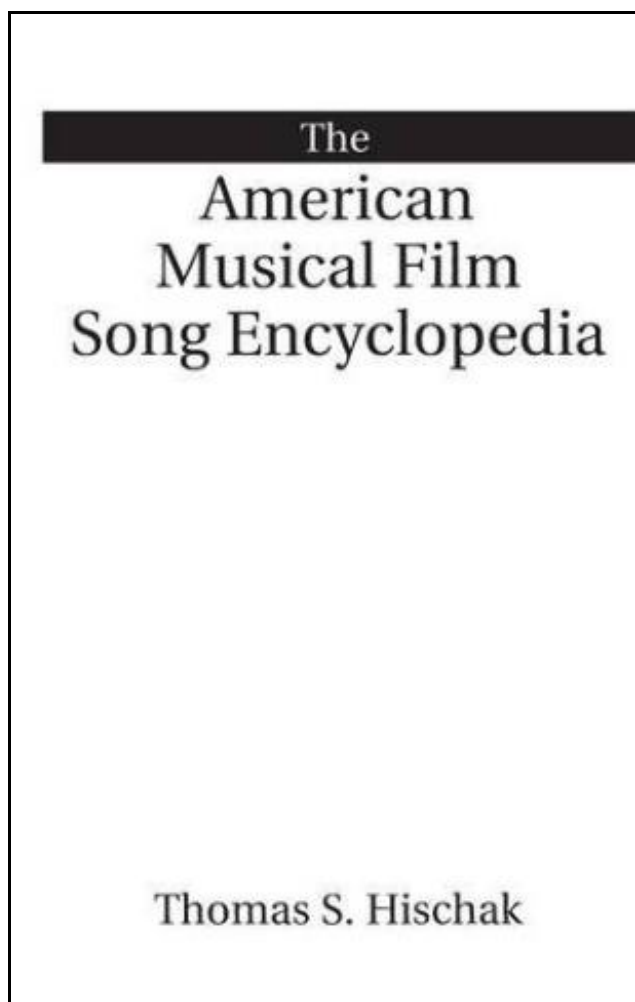 The
American
Musical Film
Song Encyclopedia
Thomas S. Hischak